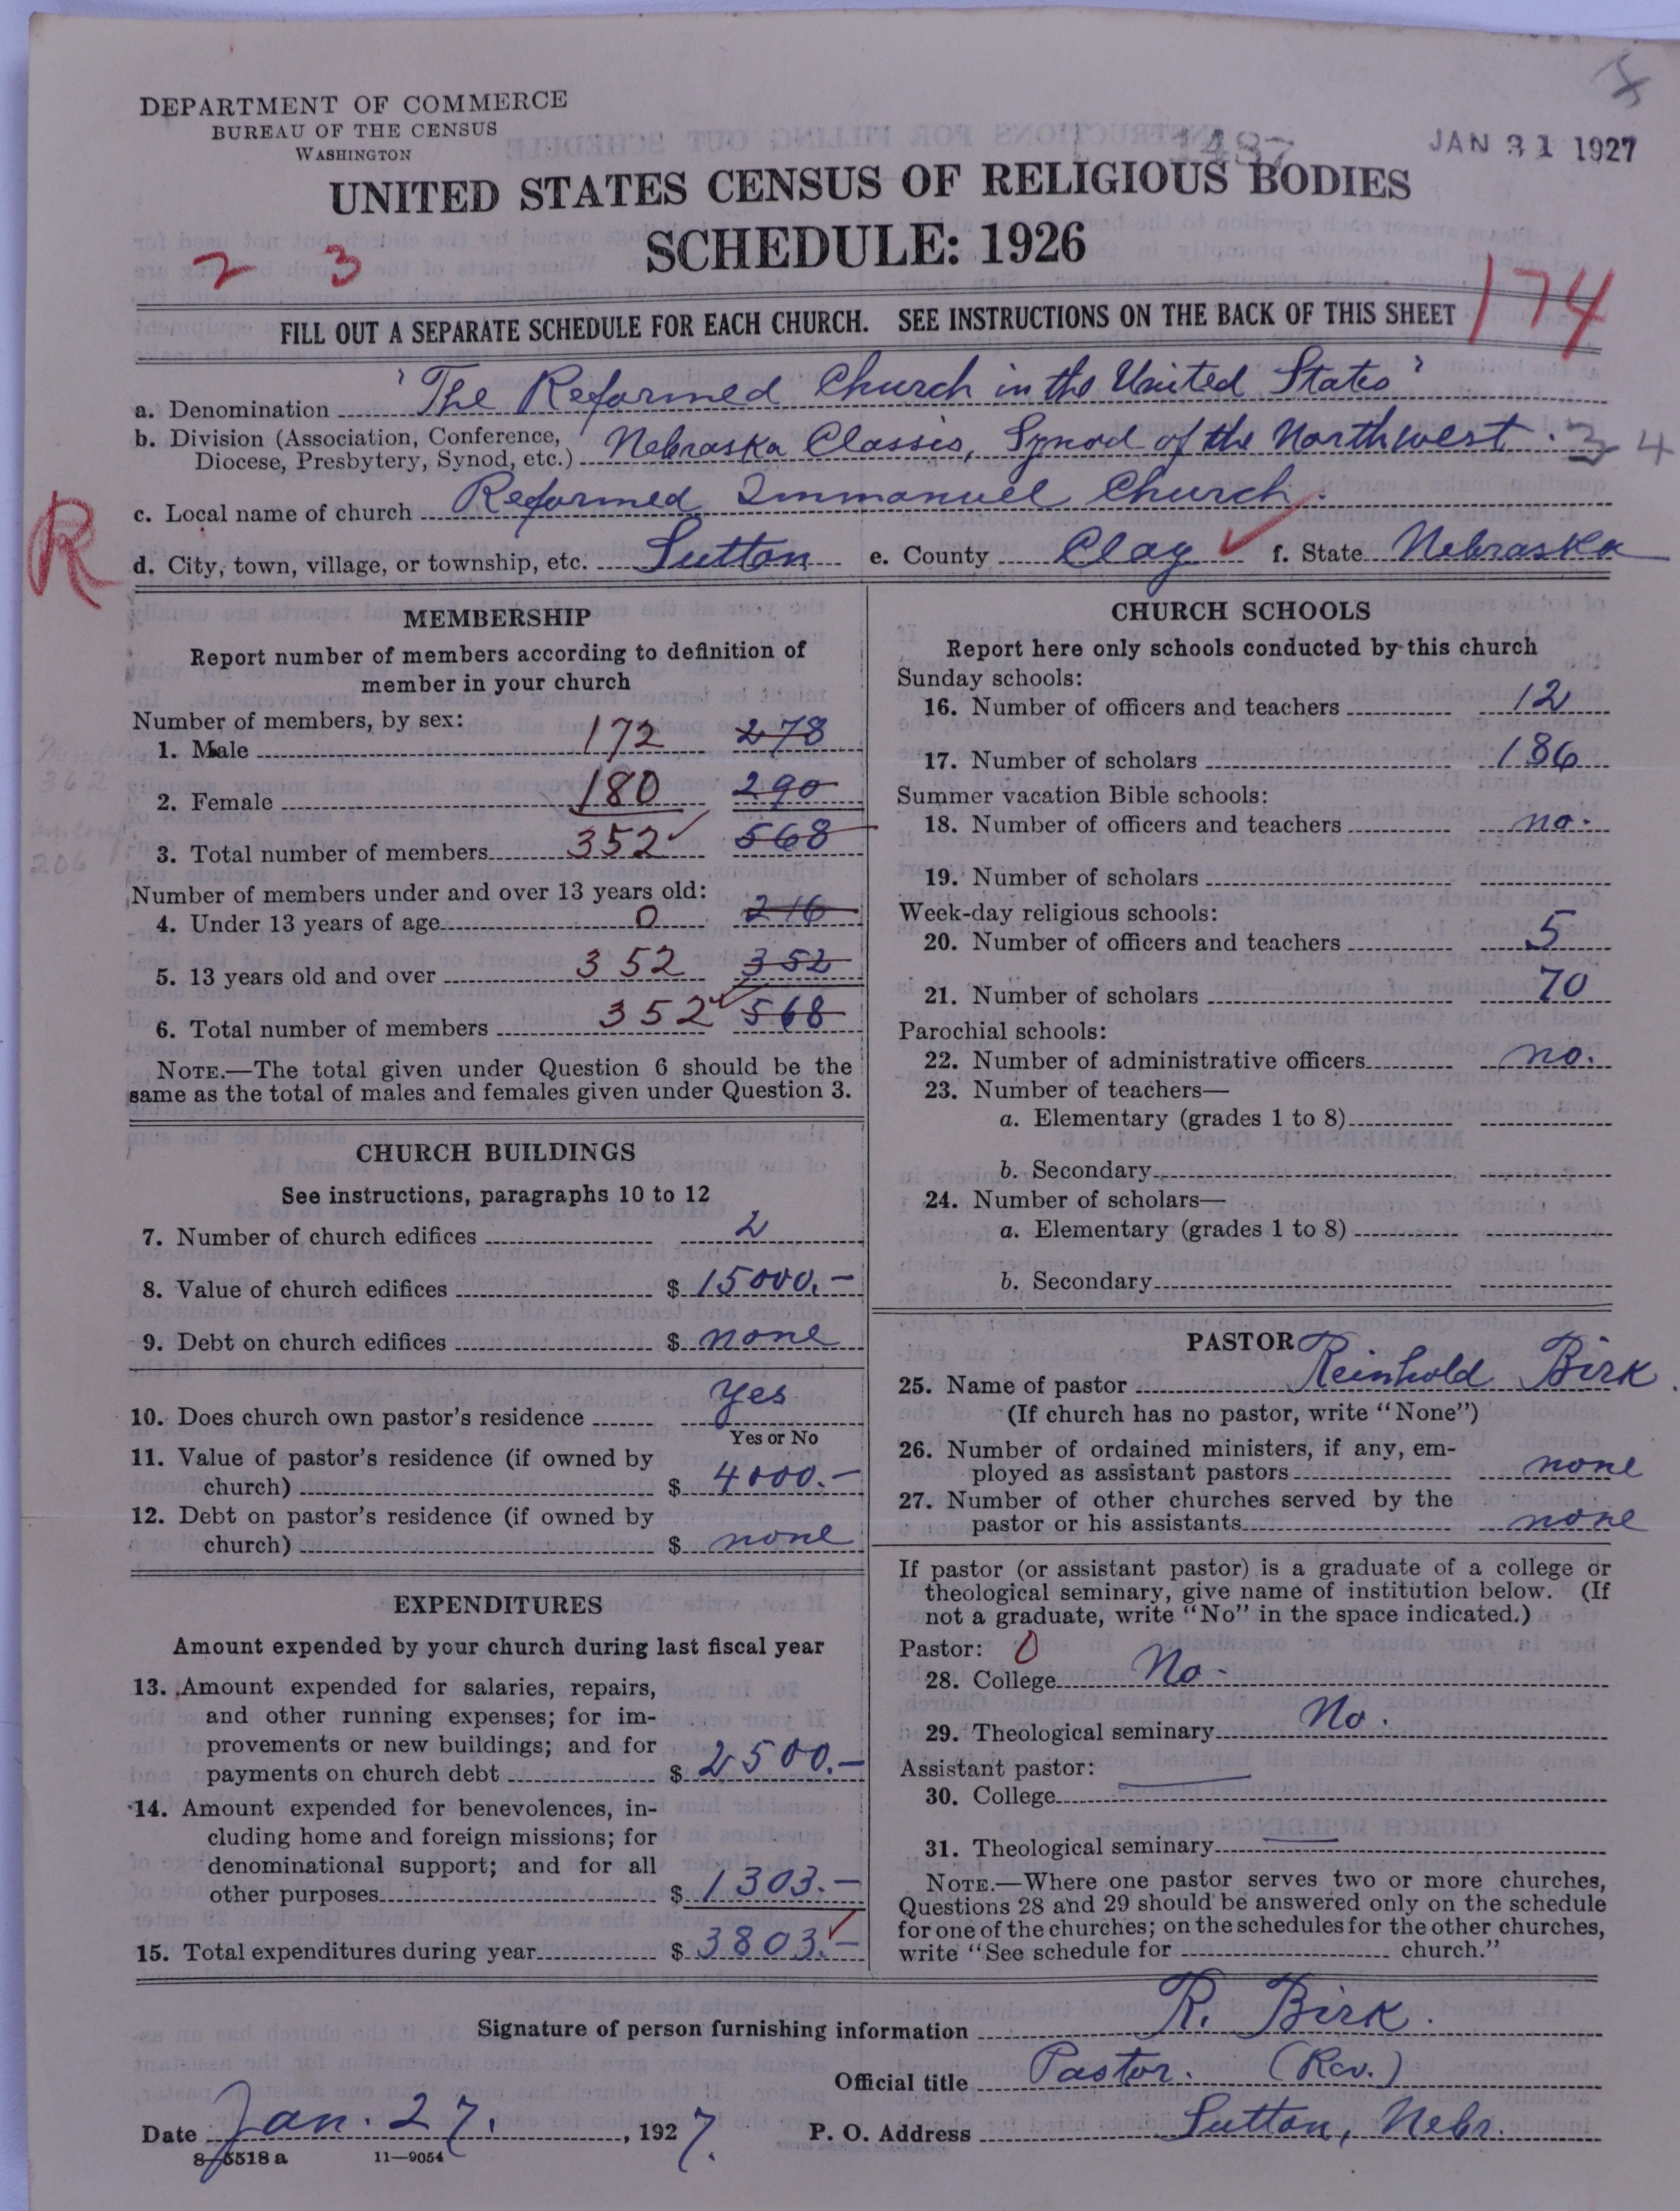 DEPARTMENT OF COMMERCE
BUREAU OF THE CENSUS
WASHINGTON
1487
JAN 31 1927
UNITED STATES CENSUS OF RELIGIOUS BODIES
SCHEDULE: 1926
2 3
174
FILL OUT A SEPARATE SCHEDULE FOR EACH CHURCH. SEE INSTRUCTIONS ON THE BACK OF THIS SHEET
a. Denomination "The Reformed Church in the United States"
b. Division (Association, Conference, Diocese, Presbytery, Synod, etc.) Nebraska Classis, Synod of the Northwest. 34
c. Local name of church Reformed Immanuel Church.
R
d. City, town, village, or township, etc. Sutton e. County Clay f. State Nebraska
MEMBERSHIP
Report number of members according to definition of
member in your church
Number of members, by sex:
1. Male 172 278
2. Female 180 290
3. Total number of members 352 568
362
206
Number of members under and over 13 years old:
4. Under 13 years of age 0 216
5. 13 years old and over 352 352
6. Total number of members 352 568
NOTE.—The total given under Question 6 should be the
same as the total of males and females given under Question 3.
CHURCH BUILDINGS
See instructions, paragraphs 10 to 12
7. Number of church edifices 2
8. Value of church edifices $ 15000.-
9. Debt on church edifices $ none
10. Does church own pastor's residence Yes
Yes or No
11. Value of pastor's residence (if owned by
church) $ 4000.-
12. Debt on pastor's residence (if owned by
church) $ none
EXPENDITURES
Amount expended by your church during last fiscal year
13. Amount expended for salaries, repairs,
and other running expenses; for im-
provements or new buildings; and for
payments on church debt $ 2500.-
14. Amount expended for benevolences, in-
cluding home and foreign missions; for
denominational support; and for all
other purposes $ 1303.-
15. Total expenditures during year $ 3803.-
CHURCH SCHOOLS
Report here only schools conducted by this church
Sunday schools:
16. Number of officers and teachers 12
17. Number of scholars 186
Summer vacation Bible schools:
18. Number of officers and teachers no.
19. Number of scholars
Week-day religious schools:
20. Number of officers and teachers 5
21. Number of scholars 70
Parochial schools:
22. Number of administrative officers no.
23. Number of teachers—
a. Elementary (grades 1 to 8)
b. Secondary
24. Number of scholars—
a. Elementary (grades 1 to 8)
b. Secondary
PASTOR
25. Name of pastor Reinhold Birk.
(If church has no pastor, write "None")
26. Number of ordained ministers, if any, em-
ployed as assistant pastors none
27. Number of other churches served by the
pastor or his assistants none
If pastor (or assistant pastor) is a graduate of a college or
theological seminary, give name of institution below. (If
not a graduate, write "No" in the space indicated.)
Pastor: 0
28. College No-
29. Theological seminary No.
Assistant pastor:
30. College
31. Theological seminary
NOTE.—Where one pastor serves two or more churches,
Questions 28 and 29 should be answered only on the schedule
for one of the churches; on the schedules for the other churches,
write "See schedule for church."
Signature of person furnishing information R. Birk.
Official title Pastor. (Rev.)
Date Jan. 27., 1927. P. O. Address Sutton, Nebr.
8-5518a 11-9054